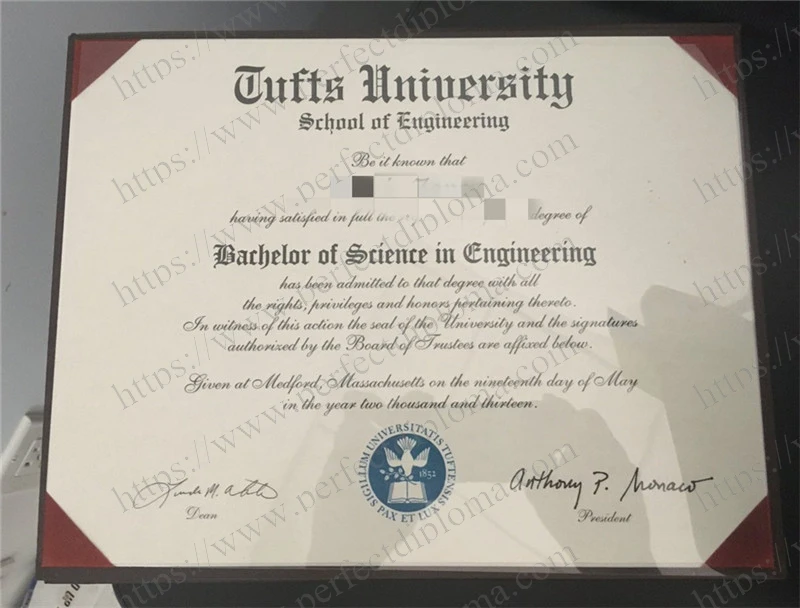 Tufts University
School of Engineering
Be it known that
having satisfied in full the degree of
Bachelor of Science in Engineering
has been admitted to that degree with all
the rights, privileges and honors pertaining thereto.
In witness of this action the seal of the University and the signatures
authorized by the Board of Trustees are affixed below.
Given at Medford, Massachusetts on the nineteenth day of May
in the year two thousand and thirteen.
SIGILLUM UNIVERSITATIS TUFTENSIS
1852
PAX ET LUX
Anthony P. Monaco
Dean
President
https://www.perfectdiploma.com